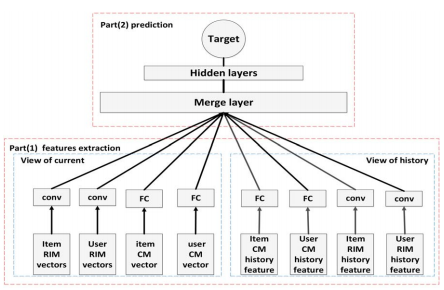 Part(2) prediction
Target
Hidden layers
Merge layer
Part(1) features extraction
View of current
View of history
conv
conv
FC
FC
FC
FC
conv
conv
Item
RIM
vectors
User
RIM
vectors
item
CM
vector
user
CM
vector
Item
CM
history
feature
User
CM
history
feature
Item
RIM
history
feature
User
RIM
history
feature